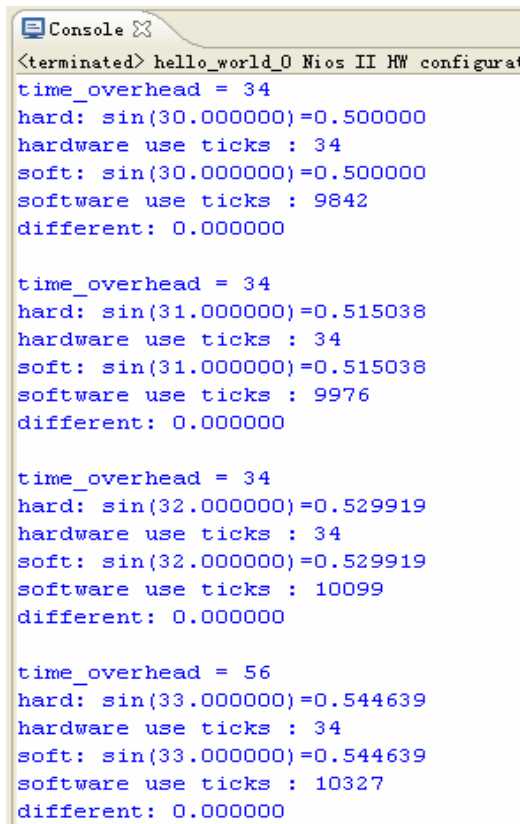 Console
<terminated> hello_world_0 Nios II HW configurat
time_overhead = 34
hard: sin(30.000000)=0.500000
hardware use ticks : 34
soft: sin(30.000000)=0.500000
software use ticks : 9842
different: 0.000000
time_overhead = 34
hard: sin(31.000000)=0.515038
hardware use ticks : 34
soft: sin(31.000000)=0.515038
software use ticks : 9976
different: 0.000000
time_overhead = 34
hard: sin(32.000000)=0.529919
hardware use ticks : 34
soft: sin(32.000000)=0.529919
software use ticks : 10099
different: 0.000000
time_overhead = 56
hard: sin(33.000000)=0.544639
hardware use ticks : 34
soft: sin(33.000000)=0.544639
software use ticks : 10327
different: 0.000000